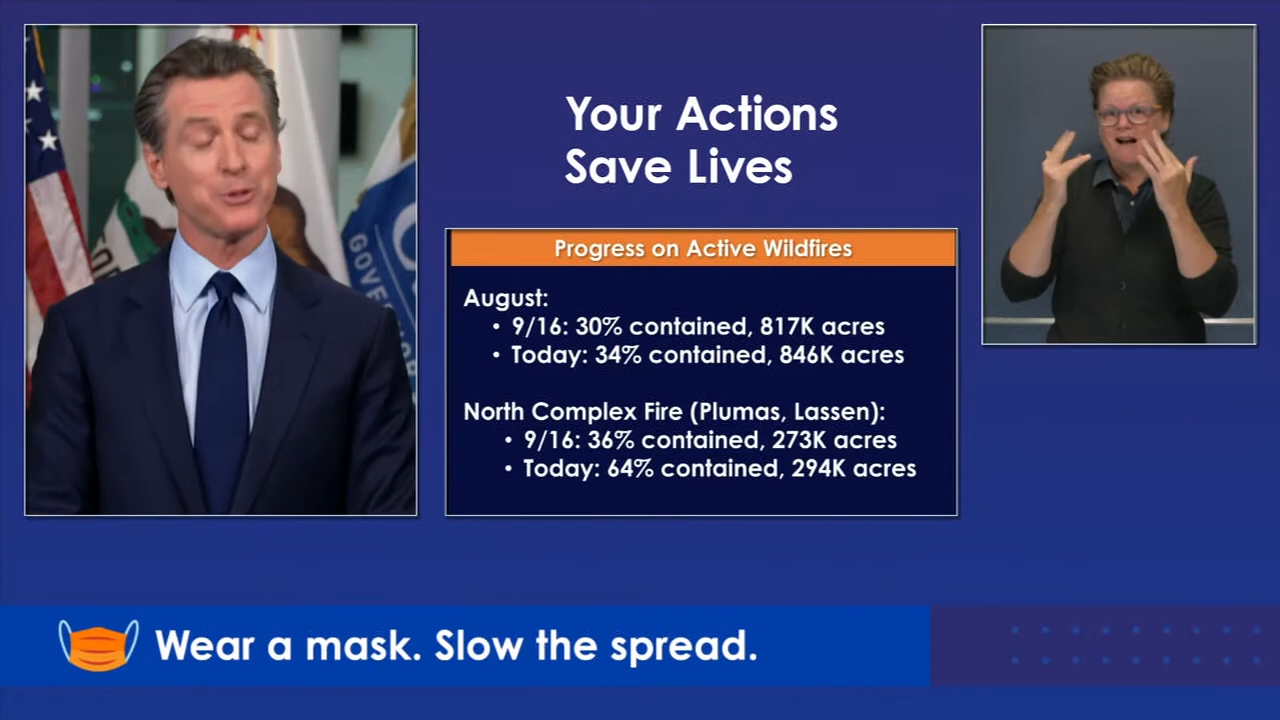 Your Actions
Save Lives
Progress on Active Wildfires
August:
• 9/16: 30% contained, 817K acres
• Today: 34% contained, 846K acres
North Complex Fire (Plumas, Lassen):
• 9/16: 36% contained, 273K acres
• Today: 64% contained, 294K acres
Wear a mask. Slow the spread.